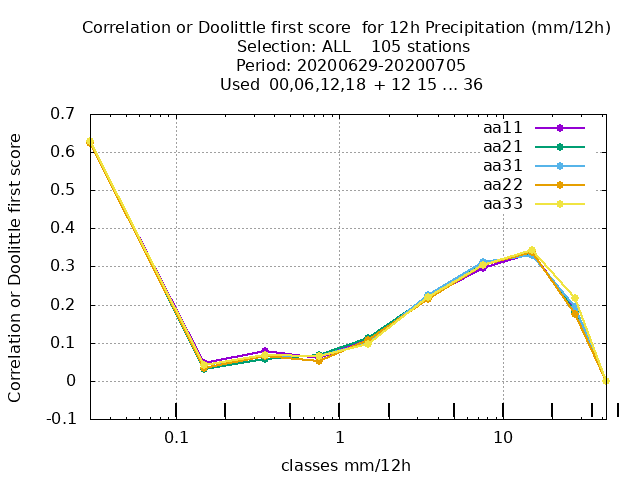 Correlation or Doolittle first score for 12h Precipitation (mm/12h)
Selection: ALL 105 stations
Period: 20200629-20200705
Used 00,06,12,18 + 12 15 ... 36
aa11
aa21
aa31
aa22
aa33
Correlation or Doolittle first score
0.7
0.6
0.5
0.4
0.3
0.2
0.1
0
-0.1
0.1
1
10
classes mm/12h